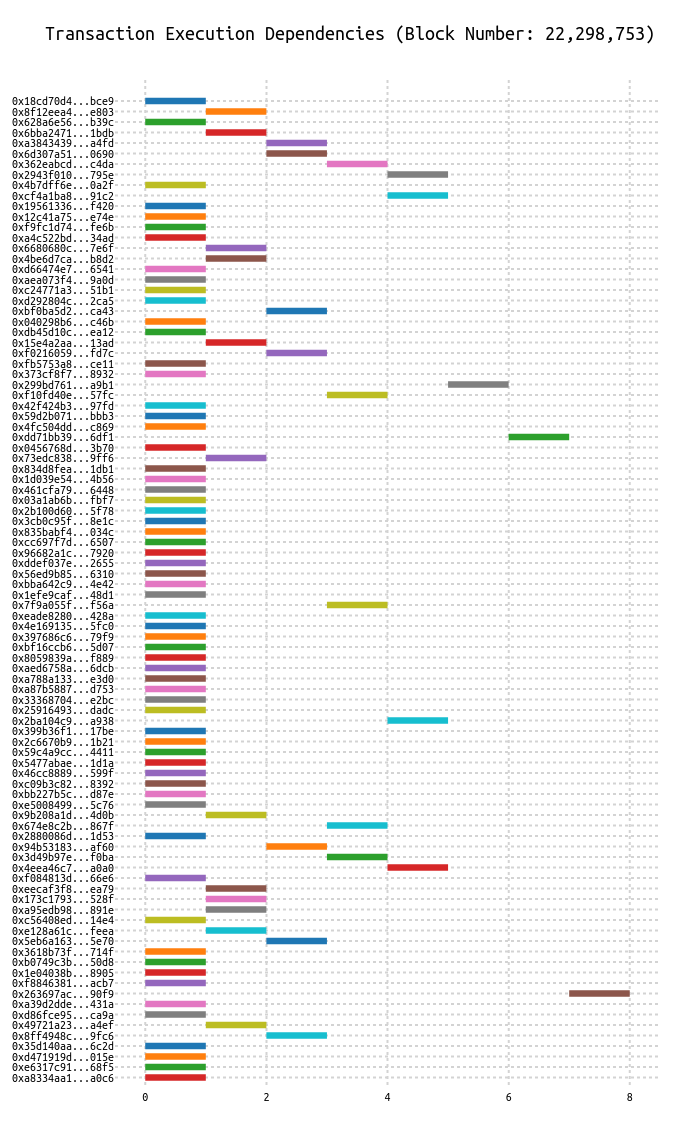 Transaction Execution Dependencies (Block Number: 22,298,753)
0x18cd70d4...bce9
0x8f12eea4...e803
0x628a6e56...b39c
0x6bba2471...1bdb
0xa3843439...a4fd
0x6d307a51...0690
0x362eabcd...c4da
0x2943f010...795e
0x4b7dff6e...0a2f
0xcf4a1ba8...91c2
0x19561336...f420
0x12c41a75...e74e
0xf9fc1d74...fe6b
0xa4c522bd...34ad
0x6680680c...7e6f
0x4be6d7ca...b8d2
0xd66474e7...6541
0xaea073f4...9a0d
0xc24771a3...51b1
0xd292804c...2ca5
0xbf0ba5d2...ca43
0x040298b6...c46b
0xdb45d10c...ea12
0x15e4a2aa...13ad
0xf0216059...fd7c
0xfb5753a8...ce11
0x373cf8f7...8932
0x299bd761...a9b1
0xf10fd40e...57fc
0x42f424b3...97fd
0x59d2b071...bbb3
0x4fc504dd...c869
0xdd71bb39...6df1
0x0456768d...3b70
0x73edc838...9ff6
0x834d8fea...1db1
0x1d039e54...4b56
0x461cfa79...6448
0x03a1ab6b...fbf7
0x2b100d60...5f78
0x3cb0c95f...8e1c
0x835babf4...034c
0xcc697f7d...6507
0x96682a1c...7920
0xddef037e...2655
0x56ed9b85...6310
0xbba642c9...4e42
0x1efe9caf...48d1
0x7f9a055f...f56a
0xeade8280...428a
0x4e169135...5fc0
0x397686c6...79f9
0xbf16ccb6...5d07
0x8059839a...f889
0xaed6758a...6dcb
0xa788a133...e3d0
0xa87b5887...d753
0x33368704...e2bc
0x25916493...dadc
0x2ba104c9...a938
0x399b36f1...17be
0x2c6670b9...1b21
0x59c4a9cc...4411
0x5477abae...1d1a
0x46cc8889...599f
0xc09b3c82...8392
0xbb227b5c...d87e
0xe5008499...5c76
0x9b208a1d...4d0b
0x674e8c2b...867f
0x2880086d...1d53
0x94b53183...af60
0x3d49b97e...f0ba
0x4eea46c7...a0a0
0xf084813d...66e6
0xeecaf3f8...ea79
0x173c1793...528f
0xa95edb98...891e
0xc56408ed...14e4
0xe128a61c...feea
0x5eb6a163...5e70
0x3618b73f...714f
0xb0749c3b...50d8
0x1e04038b...8905
0xf8846381...acb7
0x263697ac...90f9
0xa39d2dde...431a
0xd86fce95...ca9a
0x49721a23...a4ef
0x8ff4948c...9fc6
0x35d140aa...6c2d
0xd471919d...015e
0xe6317c91...68f5
0xa8334aa1...a0c6
0 2 4 6 8